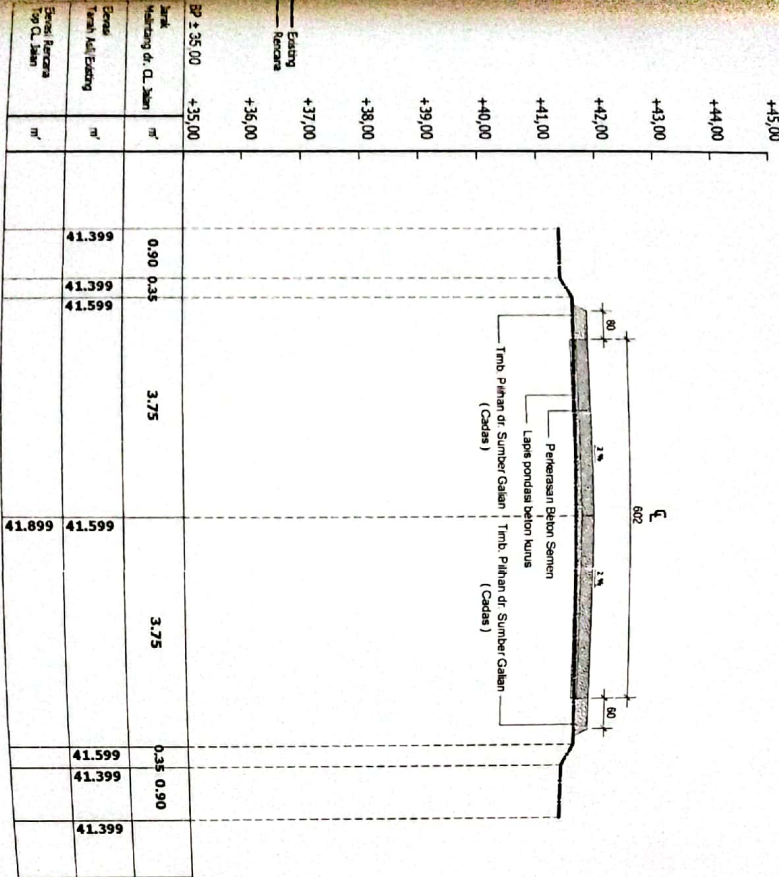 +45,00
+44,00
+43,00
+42,00
+41,00
+40,00
+39,00
+38,00
+37,00
+36,00
+35,00
BP ± 35,00
Existing
Rencana
℄
602
80
60
2 %
2 %
Perkerasan Beton Semen
Lapis pondasi beton kurus
Timb. Pilihan dr. Sumber Galian
( Cadas )
Timb. Pilihan dr. Sumber Galian
( Cadas )
Jarak
Melintang dr. CL Jalan
m'
0.90 0.35 3.75 3.75 0.35 0.90
Elevasi
Tanah Asli/Existing
m'
41.399 41.399 41.599 41.599 41.599 41.399 41.399
Elevasi Rencana
Top CL Jalan
m'
41.899